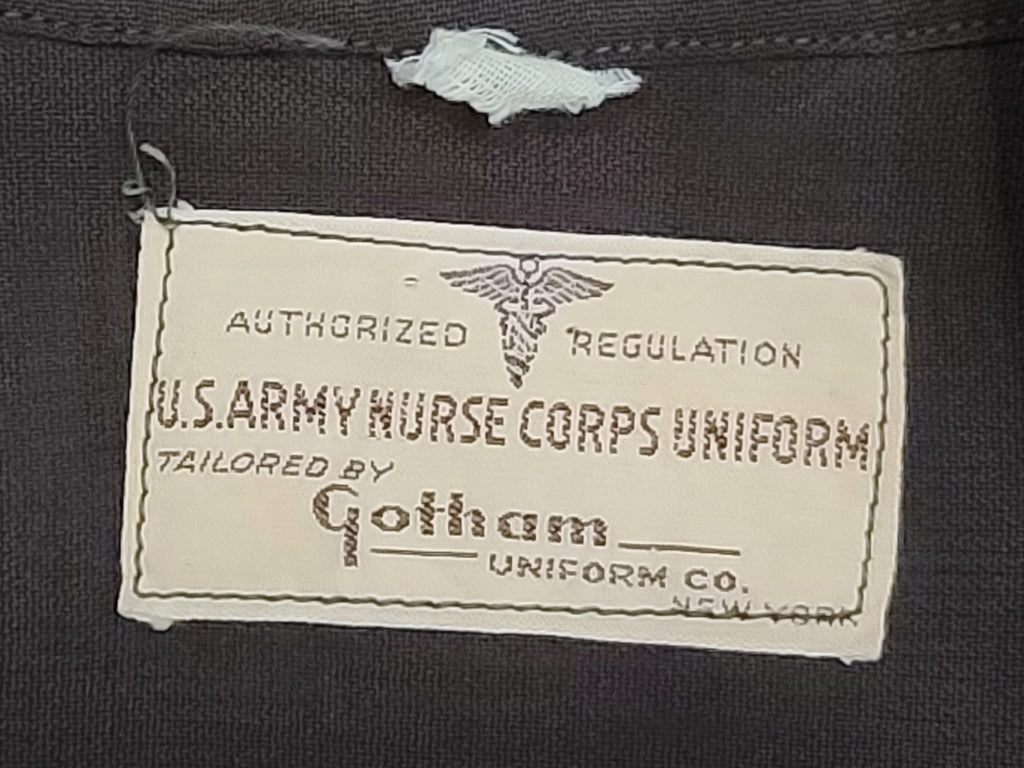 AUTHORIZED REGULATION
U.S. ARMY NURSE CORPS UNIFORM
TAILORED BY
Gotham
UNIFORM CO.
NEW YORK